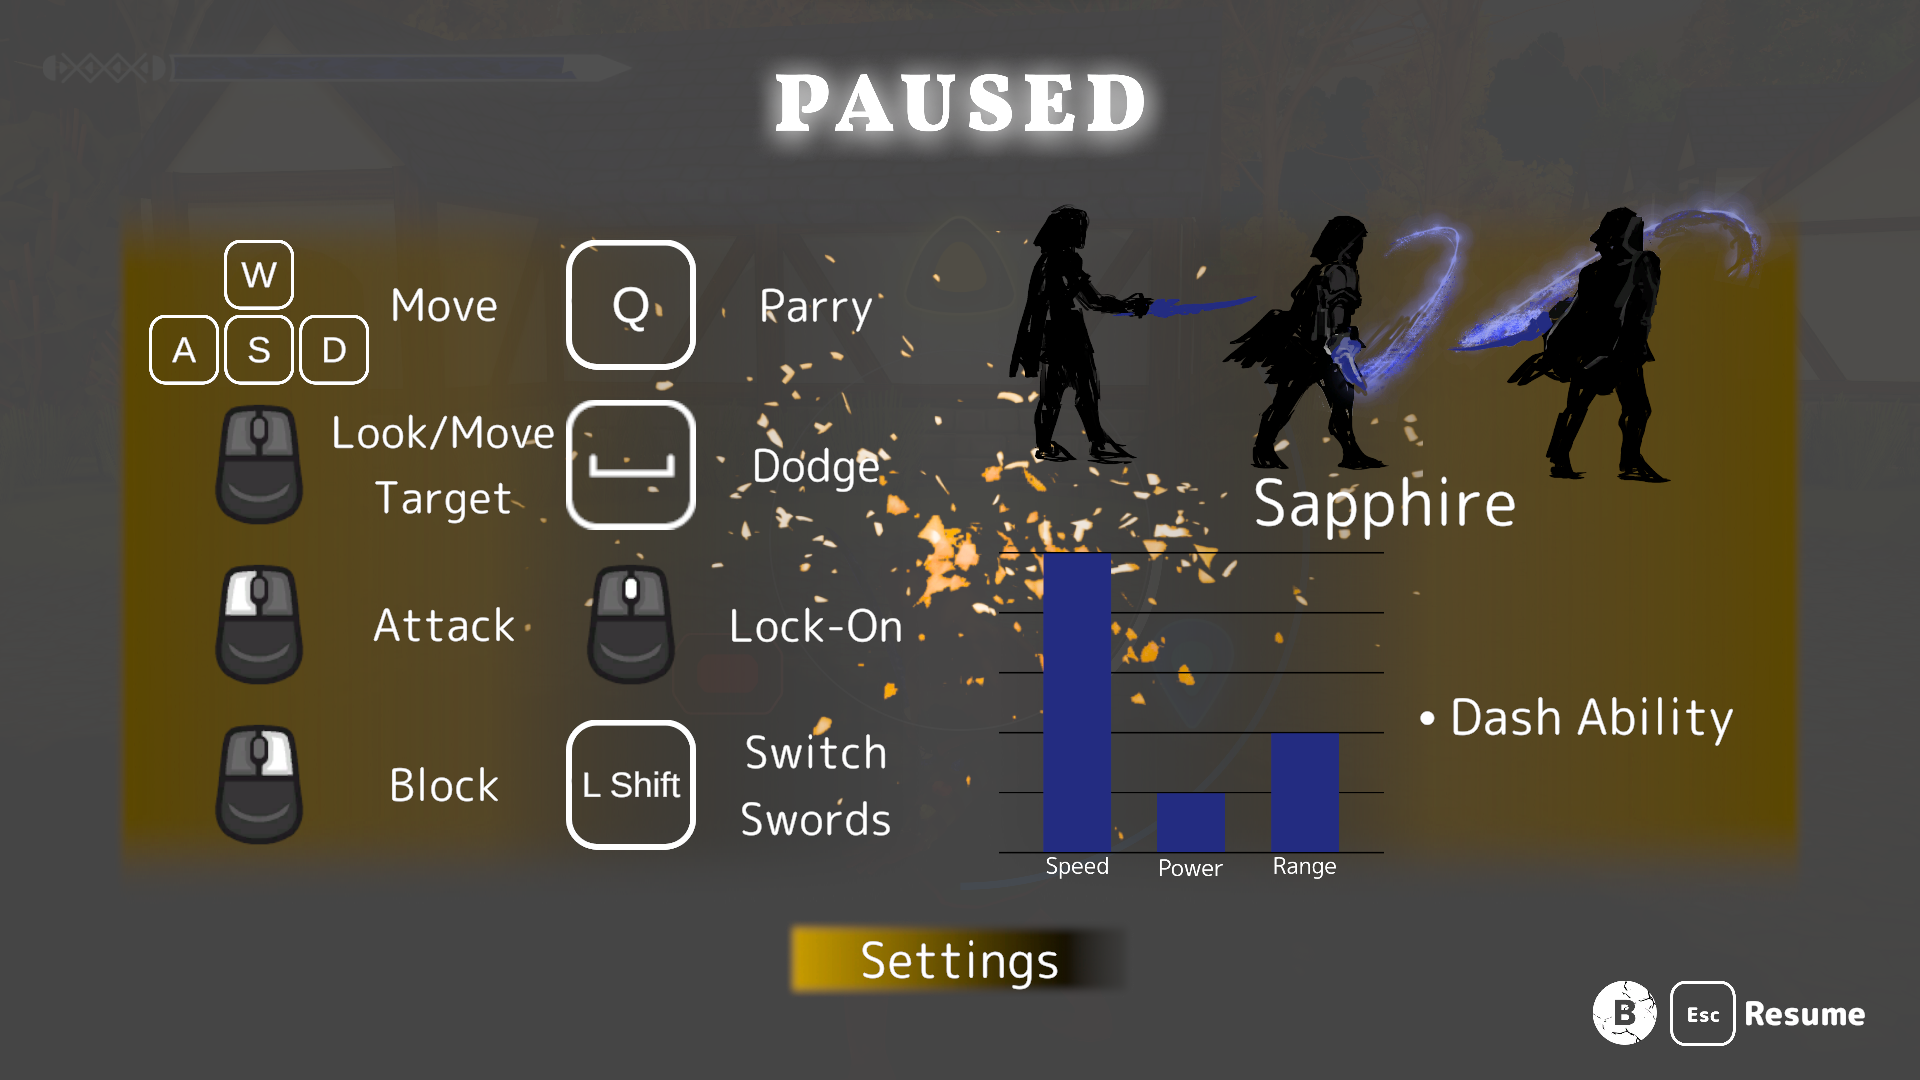 PAUSED
W
A S D
Move
Q
Parry
Look/Move
Target
Dodge
Attack
Lock-On
Block
L Shift
Switch
Swords
Sapphire
Speed
Power
Range
• Dash Ability
Settings
B
Esc
Resume